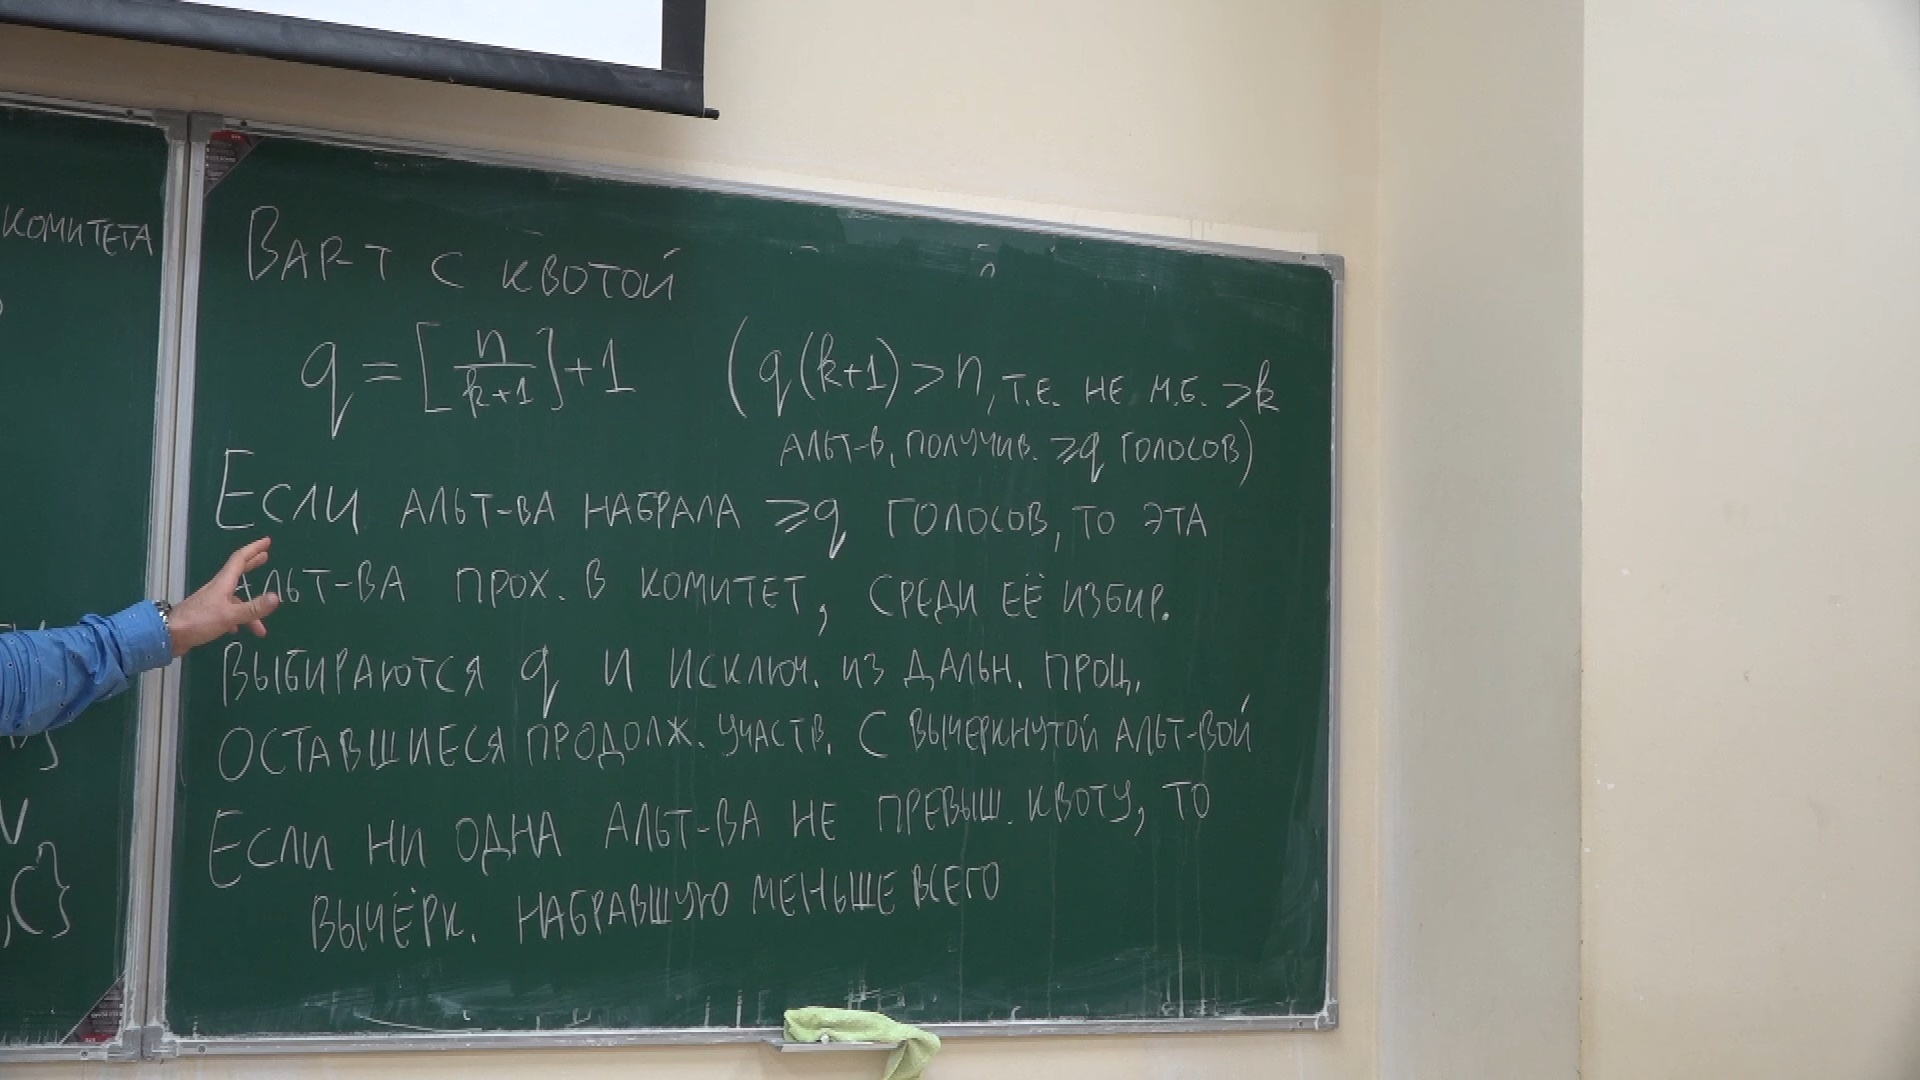 КОМИТЕТА
ВАР-Т С КВОТОЙ
q = [n/(k+1)] + 1 (q(k+1) > n, Т.Е. НЕ М.Б. > k
АЛЬТ-В, ПОЛУЧИВ. ≥ q ГОЛОСОВ)
ЕСЛИ АЛЬТ-ВА НАБРАЛА ≥ q ГОЛОСОВ, ТО ЭТА
АЛЬТ-ВА ПРОХ. В КОМИТЕТ, СРЕДИ ЕЁ ИЗБИР.
ВЫБИРАЮТСЯ q И ИСКЛЮЧ. ИЗ ДАЛЬН. ПРОЦ.
ОСТАВШИЕСЯ ПРОДОЛЖ. УЧАСТВ. С ВЫЧЕРКНУТОЙ АЛЬТ-ВОЙ
ЕСЛИ НИ ОДНА АЛЬТ-ВА НЕ ПРЕВЫШ. КВОТУ, ТО
ВЫЧЁРК. НАБРАВШУЮ МЕНЬШЕ ВСЕГО
,C}